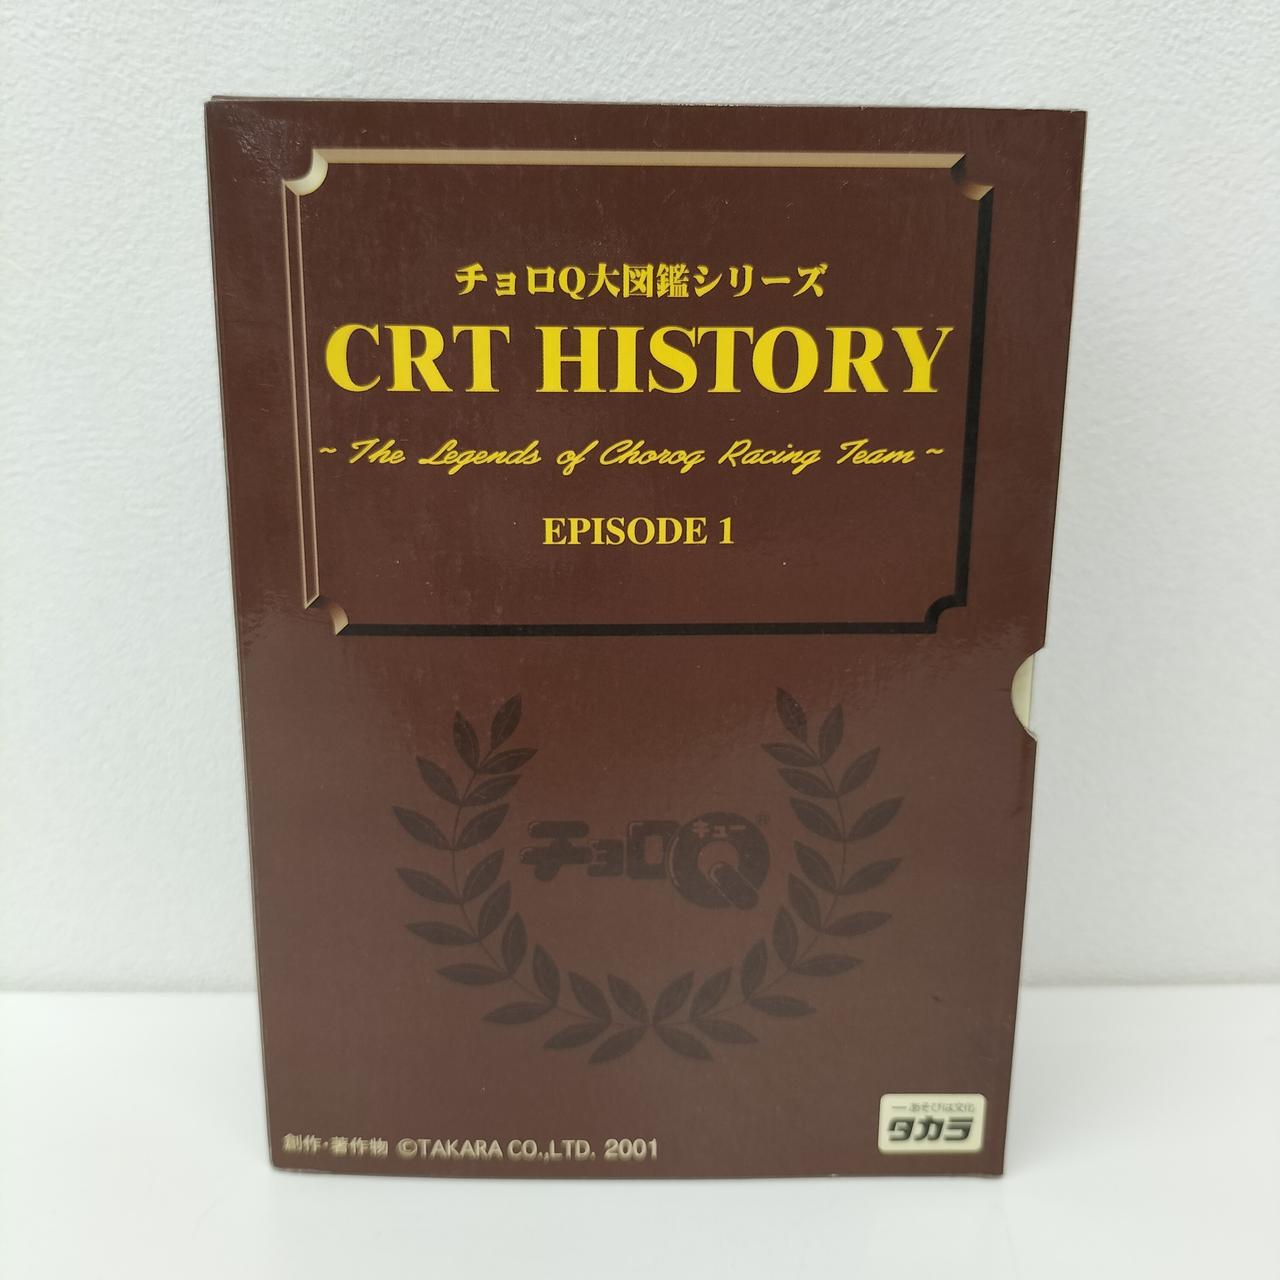 チョロQ大図鑑シリーズ
CRT HISTORY
~ The Legends of Choroq Racing Team ~
EPISODE 1
チョロQ
キュー
®
創作・著作物 ©TAKARA CO.,LTD. 2001
あそびは文化
タカラ